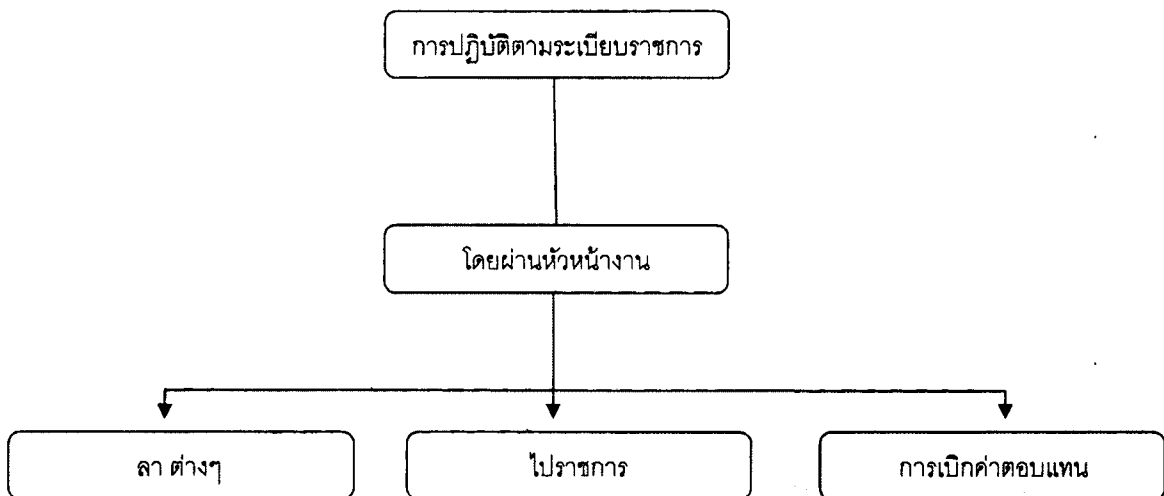 การปฏิบัติตามระเบียบราชการ
โดยผ่านหัวหน้างาน
ลา ต่างๆ
ไปราชการ
การเบิกค่าตอบแทน